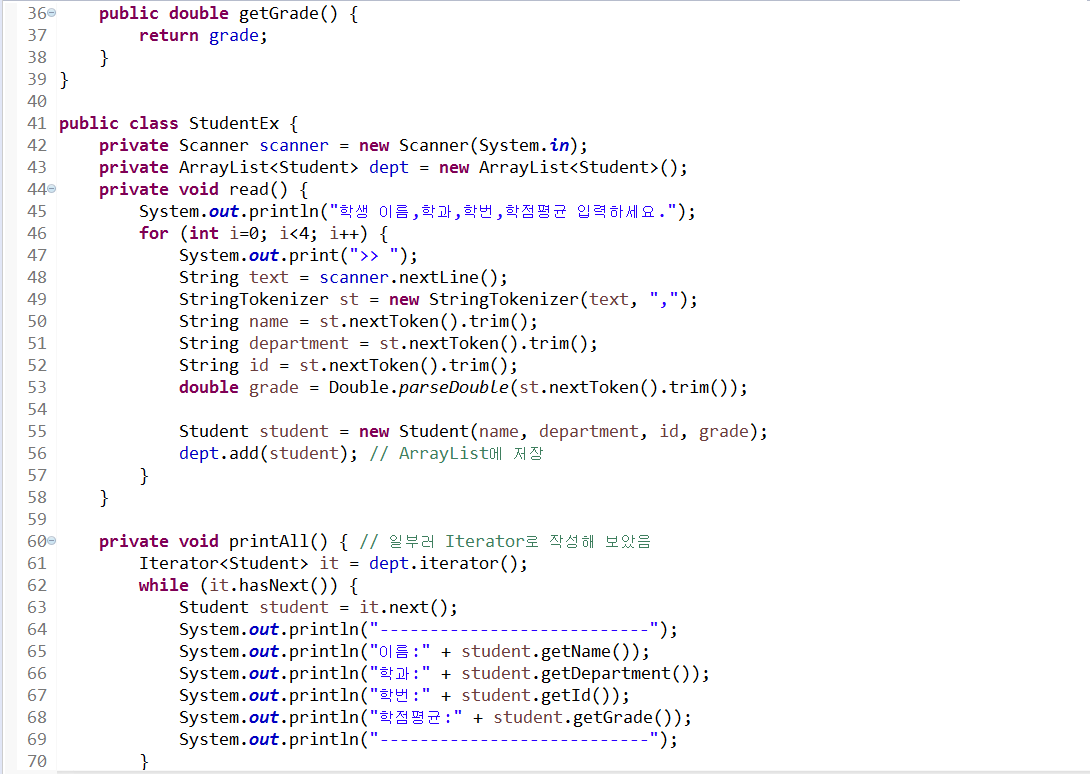 36 public double getGrade() {
37 return grade;
38 }
39 }
40
41 public class StudentEx {
42 private Scanner scanner = new Scanner(System.in);
43 private ArrayList<Student> dept = new ArrayList<Student>();
44 private void read() {
45 System.out.println("학생 이름,학과,학번,학점평균 입력하세요.");
46 for (int i=0; i<4; i++) {
47 System.out.print(">> ");
48 String text = scanner.nextLine();
49 StringTokenizer st = new StringTokenizer(text, ",");
50 String name = st.nextToken().trim();
51 String department = st.nextToken().trim();
52 String id = st.nextToken().trim();
53 double grade = Double.parseDouble(st.nextToken().trim());
54
55 Student student = new Student(name, department, id, grade);
56 dept.add(student); // ArrayList에 저장
57 }
58 }
59
60 private void printAll() { // 일부러 Iterator로 작성해 보았음
61 Iterator<Student> it = dept.iterator();
62 while (it.hasNext()) {
63 Student student = it.next();
64 System.out.println("---------------------------");
65 System.out.println("이름:" + student.getName());
66 System.out.println("학과:" + student.getDepartment());
67 System.out.println("학번:" + student.getId());
68 System.out.println("학점평균:" + student.getGrade());
69 System.out.println("---------------------------");
70 }